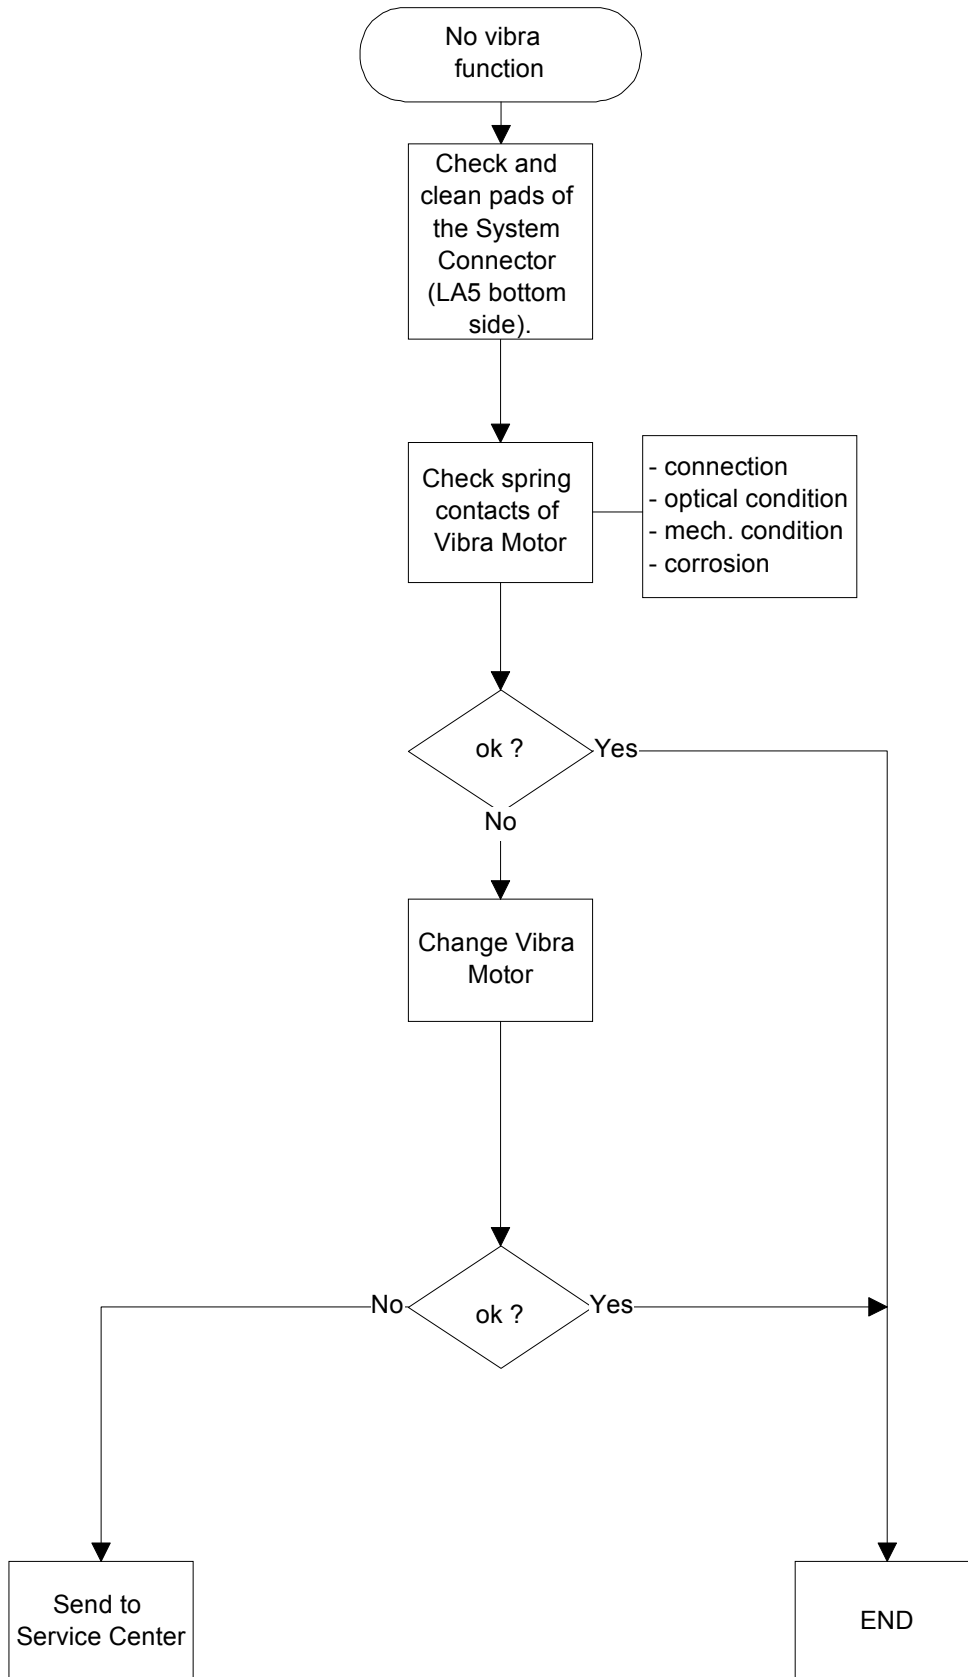 No vibra
function
Check and
clean pads of
the System
Connector
(LA5 bottom
side).
Check spring
contacts of
Vibra Motor
- connection
- optical condition
- mech. condition
- corrosion
ok ?
Yes
No
Change Vibra
Motor
No
ok ?
Yes
Send to
Service Center
END